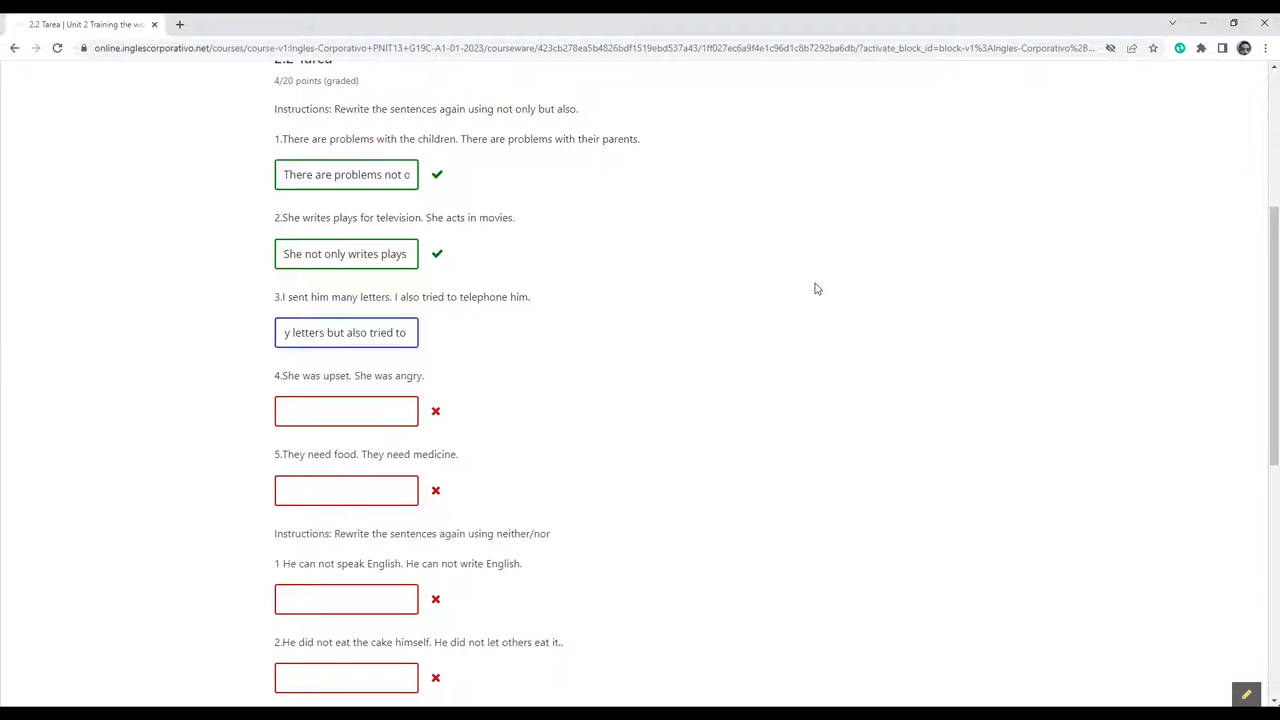 2.2 Tarea | Unit 2 Training the wo
online.inglescorporativo.net/courses/course-v1:Ingles-Corporativo+PNIT13+G19C-A1-01-2023/courseware/423cb278ea5b4826bdf1519ebd537a43/1ff027ec6a9f4e1c96d1c8b7292ba6db/?activate_block_id=block-v1%3AIngles-Corporativo%2B...
2.2 Tarea
4/20 points (graded)
Instructions: Rewrite the sentences again using not only but also.
1.There are problems with the children. There are problems with their parents.
There are problems not o
2.She writes plays for television. She acts in movies.
She not only writes plays
3.I sent him many letters. I also tried to telephone him.
y letters but also tried to
4.She was upset. She was angry.
5.They need food. They need medicine.
Instructions: Rewrite the sentences again using neither/nor
1 He can not speak English. He can not write English.
2.He did not eat the cake himself. He did not let others eat it..